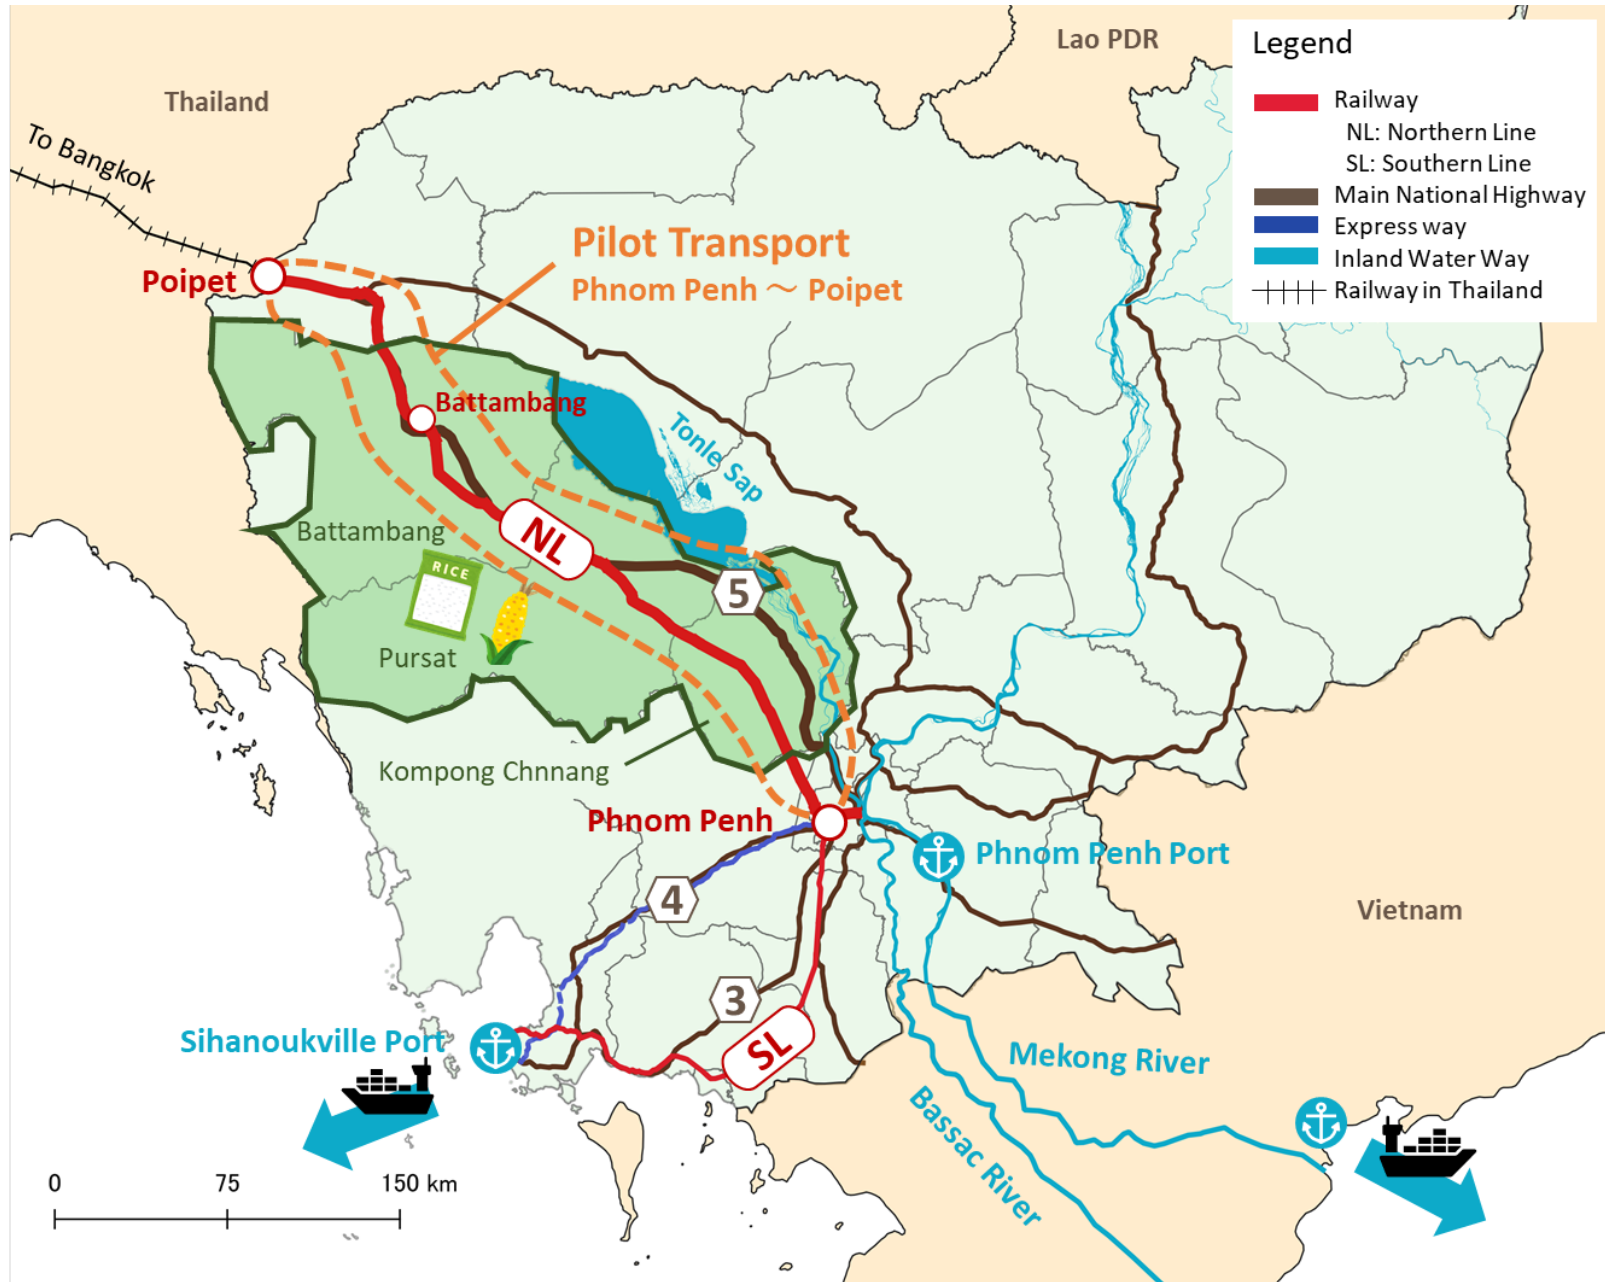 Lao PDR
Thailand
To Bangkok
Legend
Railway
NL: Northern Line
SL: Southern Line
Main National Highway
Express way
Inland Water Way
Railway in Thailand
Pilot Transport
Phnom Penh ～ Poipet
Poipet
Battambang
Tonle Sap
NL
Battambang
RICE
5
Pursat
Kompong Chnnang
Phnom Penh
Phnom Penh Port
4
Vietnam
3
SL
Sihanoukville Port
Mekong River
Bassac River
0 75 150 km